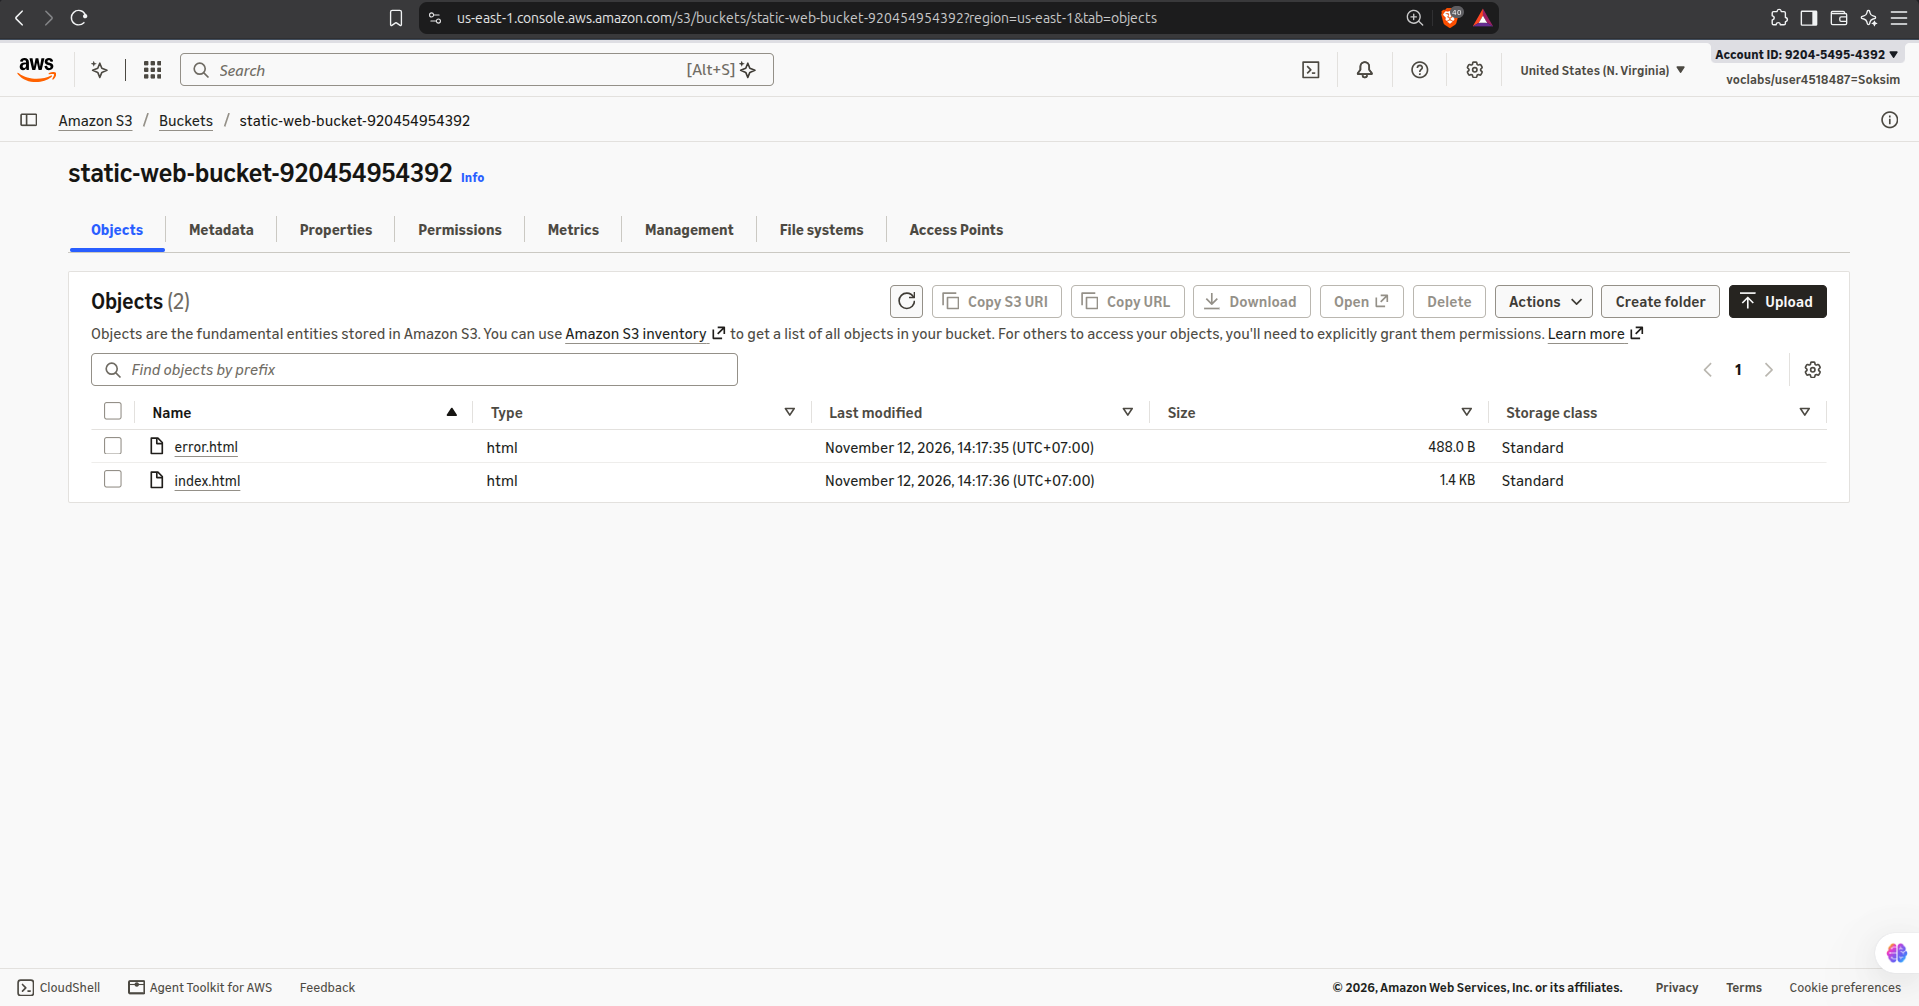 us-east-1.console.aws.amazon.com/s3/buckets/static-web-bucket-920454954392?region=us-east-1&tab=objects
40
aws
Search [Alt+S]
United States (N. Virginia)
Account ID: 9204-5495-4392
voclabs/user4518487=Soksim
Amazon S3 / Buckets / static-web-bucket-920454954392
static-web-bucket-920454954392 Info
Objects Metadata Properties Permissions Metrics Management File systems Access Points
Objects (2)
Copy S3 URI Copy URL Download Open Delete Actions Create folder Upload
Objects are the fundamental entities stored in Amazon S3. You can use Amazon S3 inventory to get a list of all objects in your bucket. For others to access your objects, you'll need to explicitly grant them permissions. Learn more
Find objects by prefix
1
Name Type Last modified Size Storage class
error.html html November 12, 2026, 14:17:35 (UTC+07:00) 488.0 B Standard
index.html html November 12, 2026, 14:17:36 (UTC+07:00) 1.4 KB Standard
CloudShell Agent Toolkit for AWS Feedback © 2026, Amazon Web Services, Inc. or its affiliates. Privacy Terms Cookie preferences